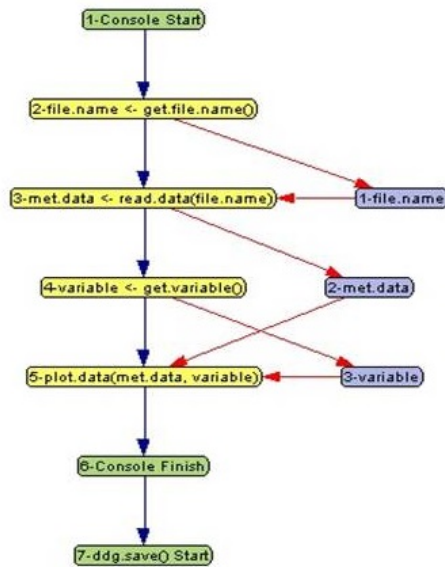 1-Console Start
2-file.name <- get.file.name()
3-met.data <- read.data(file.name)
1-file.name
4-variable <- get.variable()
2-met.data
5-plot.data(met.data, variable)
3-variable
6-Console Finish
7-ddg.save() Start